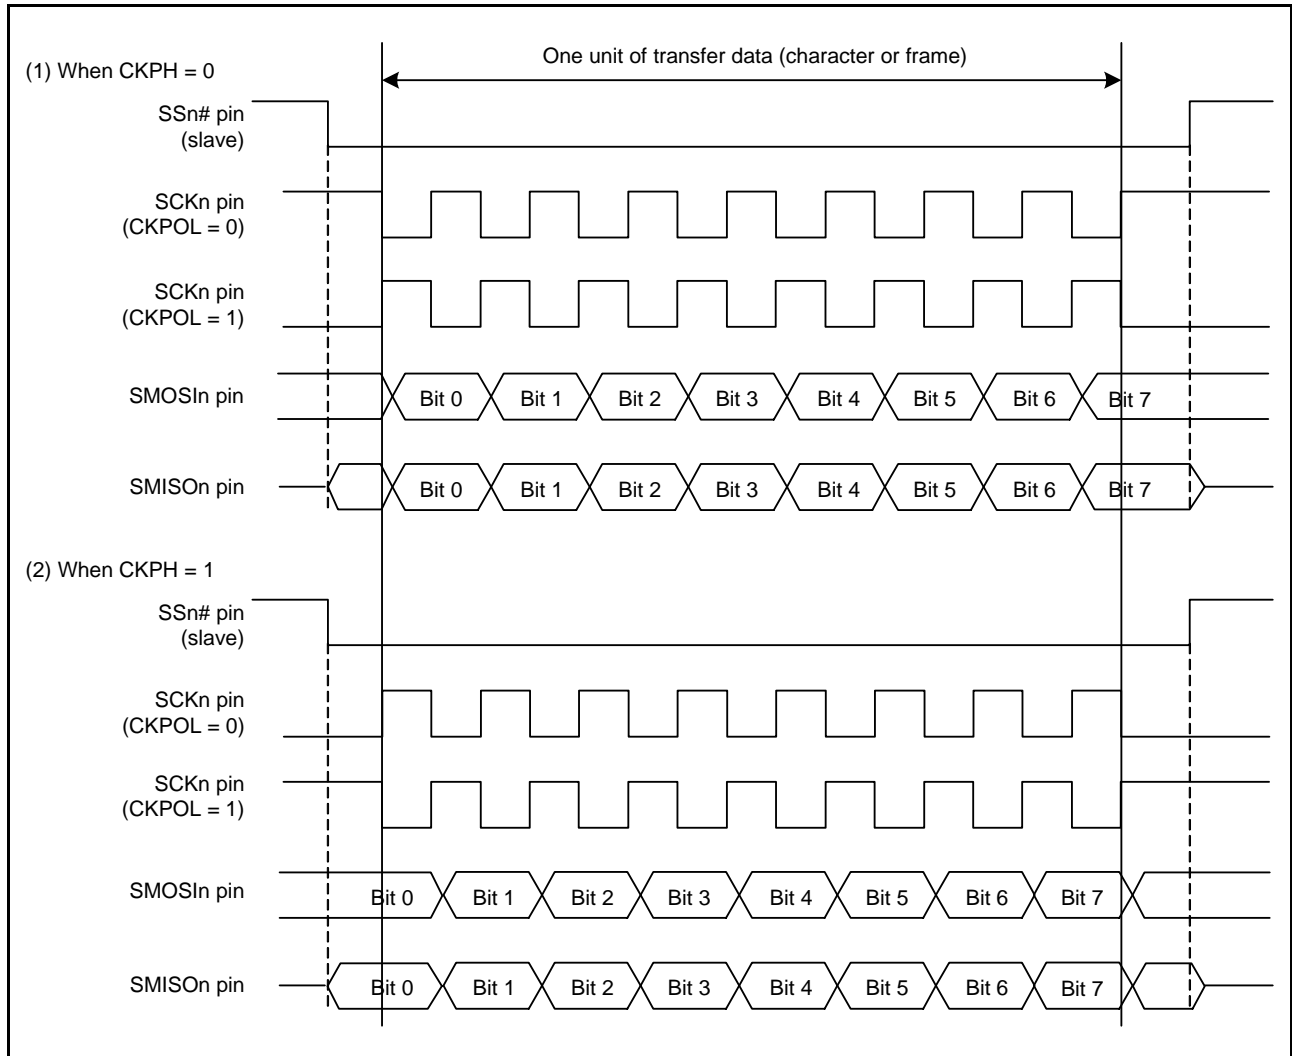 One unit of transfer data (character or frame)
(1) When CKPH = 0
SSn# pin
(slave)
SCKn pin
(CKPOL = 0)
SCKn pin
(CKPOL = 1)
SMOSIn pin
Bit 0 Bit 1 Bit 2 Bit 3 Bit 4 Bit 5 Bit 6 Bit 7
SMISOn pin
Bit 0 Bit 1 Bit 2 Bit 3 Bit 4 Bit 5 Bit 6 Bit 7
(2) When CKPH = 1
SSn# pin
(slave)
SCKn pin
(CKPOL = 0)
SCKn pin
(CKPOL = 1)
SMOSIn pin
Bit 0 Bit 1 Bit 2 Bit 3 Bit 4 Bit 5 Bit 6 Bit 7
SMISOn pin
Bit 0 Bit 1 Bit 2 Bit 3 Bit 4 Bit 5 Bit 6 Bit 7